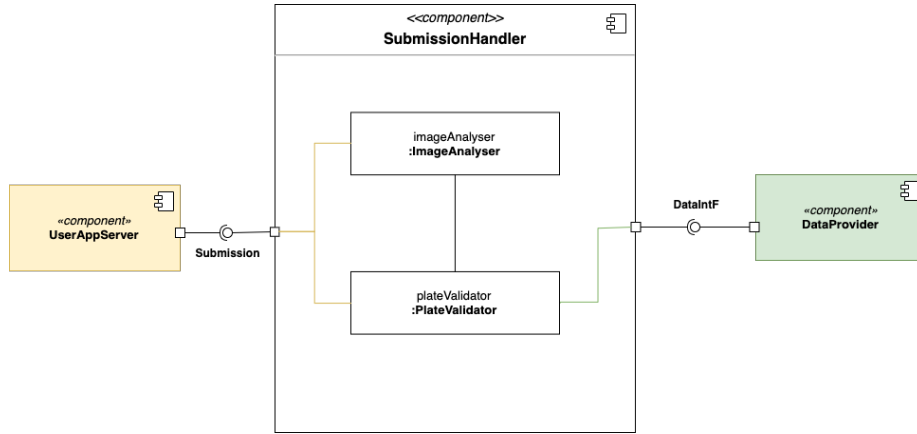 <<component>>
SubmissionHandler
imageAnalyser
:ImageAnalyser
«component»
UserAppServer
Submission
DataIntF
«component»
DataProvider
plateValidator
:PlateValidator